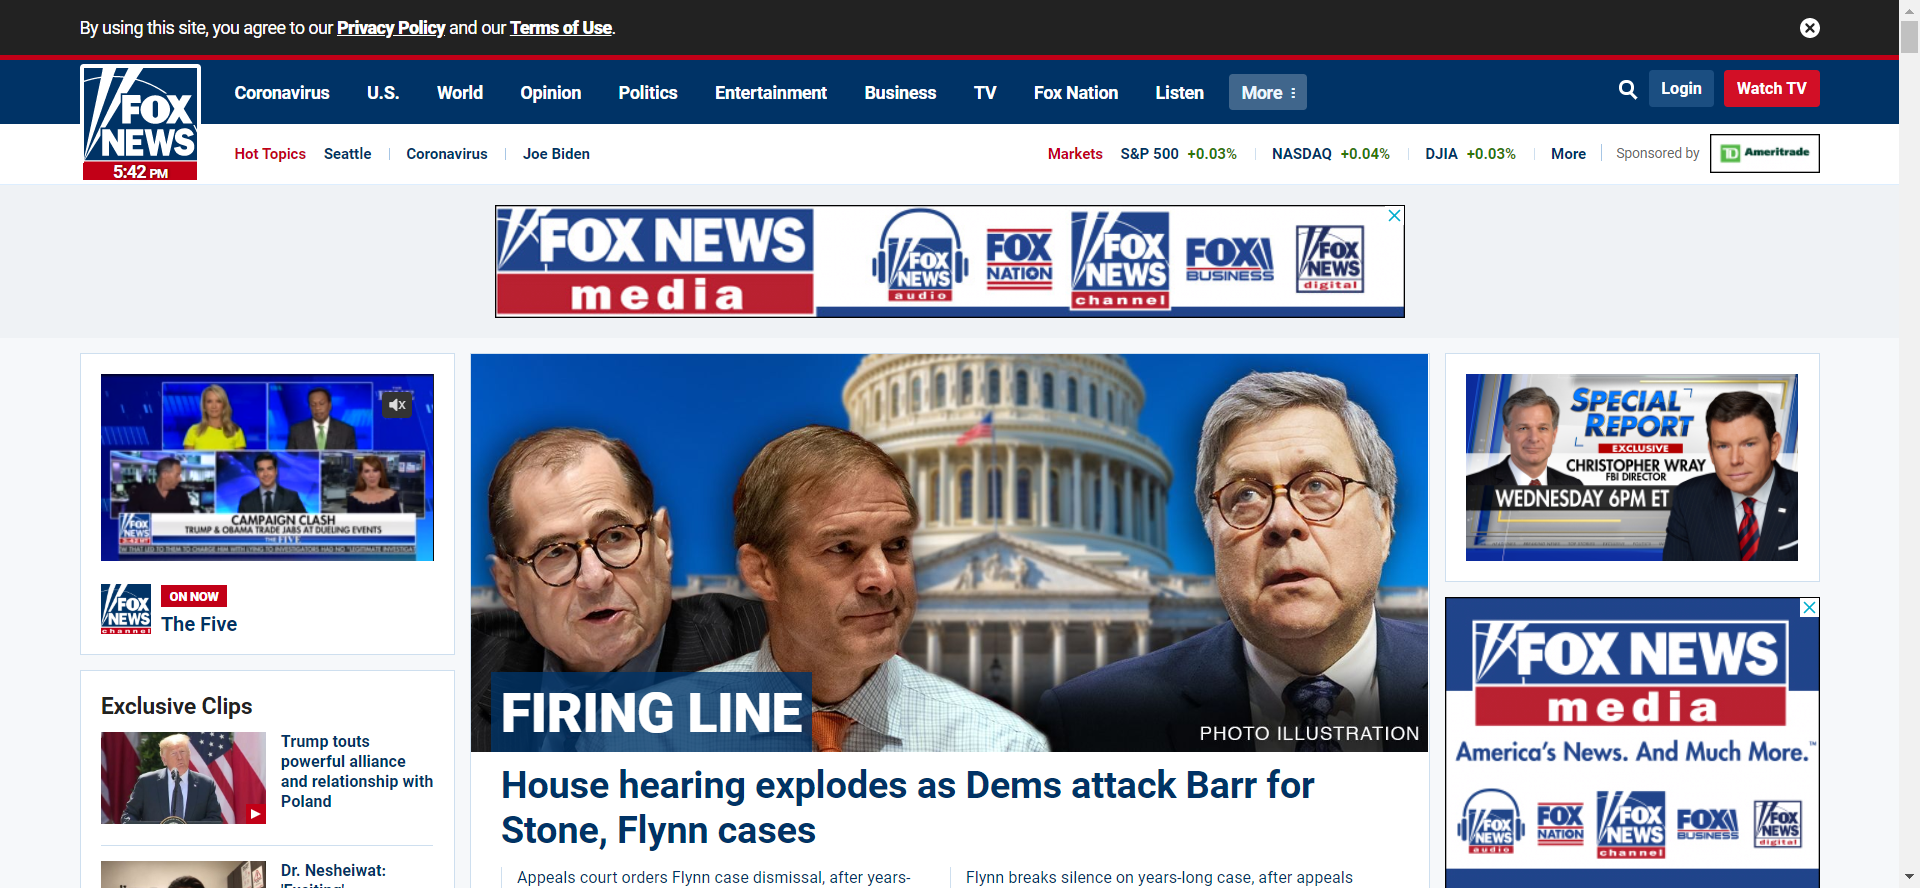 By using this site, you agree to our Privacy Policy and our Terms of Use.
FOX
NEWS
5:42 PM
Coronavirus U.S. World Opinion Politics Entertainment Business TV Fox Nation Listen More
Login
Watch TV
Hot Topics Seattle Coronavirus Joe Biden
Markets S&P 500 +0.03% NASDAQ +0.04% DJIA +0.03% More Sponsored by
TD Ameritrade
FOX NEWS
media
FOX
NEWS
audio
FOX
NATION
FOX
NEWS
channel
FOX
BUSINESS
FOX
NEWS
digital
CAMPAIGN CLASH
TRUMP & OBAMA TRADE JABS AT DUELING EVENTS
THE FIVE
FOX
NEWS
channel
ON NOW
The Five
Exclusive Clips
Trump touts
powerful alliance
and relationship with
Poland
Dr. Nesheiwat:
'Exciting'
FIRING LINE
PHOTO ILLUSTRATION
House hearing explodes as Dems attack Barr for
Stone, Flynn cases
Appeals court orders Flynn case dismissal, after years-
Flynn breaks silence on years-long case, after appeals
SPECIAL
REPORT
EXCLUSIVE
CHRISTOPHER WRAY
FBI DIRECTOR
WEDNESDAY 6PM ET
FOX NEWS
media
America's News. And Much More.™
FOX
NEWS
audio
FOX
NATION
FOX
NEWS
channel
FOX
BUSINESS
FOX
NEWS
digital